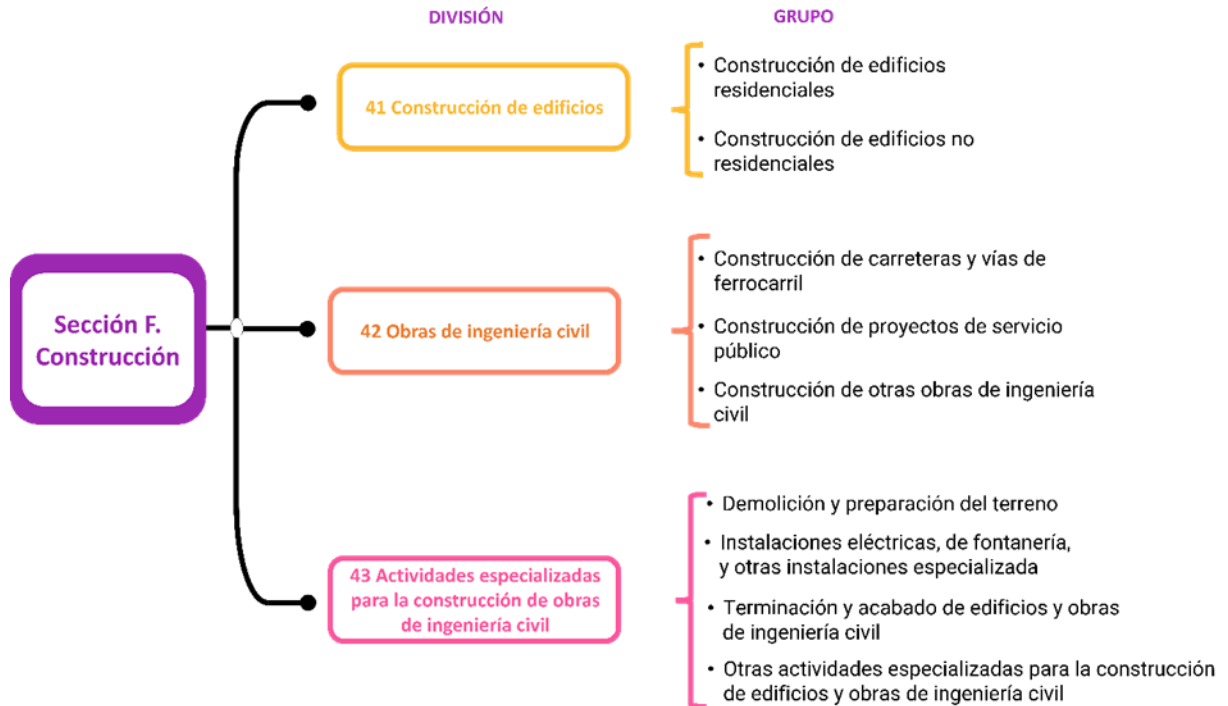 DIVISIÓN
GRUPO
Sección F.
Construcción
41 Construcción de edificios
• Construcción de edificios
residenciales
• Construcción de edificios no
residenciales
42 Obras de ingeniería civil
• Construcción de carreteras y vías de
ferrocarril
• Construcción de proyectos de servicio
público
• Construcción de otras obras de ingeniería
civil
43 Actividades especializadas
para la construcción de obras
de ingeniería civil
• Demolición y preparación del terreno
• Instalaciones eléctricas, de fontanería,
y otras instalaciones especializada
• Terminación y acabado de edificios y obras
de ingeniería civil
• Otras actividades especializadas para la construcción
de edificios y obras de ingeniería civil